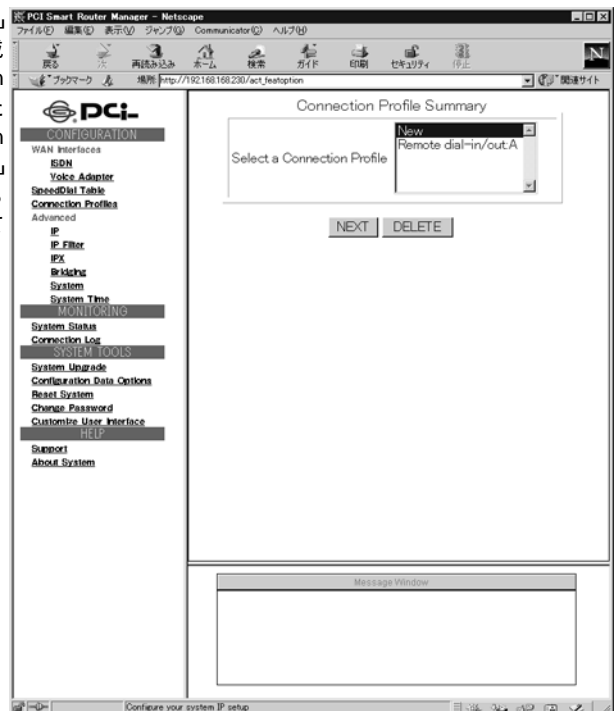 PCI Smart Router Manager - Netscape
ファイル(F) 編集(E) 表示(V) ジャンプ(G) Communicator(C) ヘルプ(H)
戻る 次 再読み込み ホーム 検索 ガイド 印刷 セキュリティ 停止
N
ブックマーク 場所: http://192.168.168.230/act_featoption 関連サイト
PCi-
CONFIGURATION
WAN Interfaces
ISDN
Voice Adapter
SpeedDial Table
Connection Profiles
Advanced
IP
IP Filter
IPX
Bridging
System
System Time
MONITORING
System Status
Connection Log
SYSTEM TOOLS
System Upgrade
Configuration Data Options
Reset System
Change Password
Customize User Interface
HELP
Support
About System
Connection Profile Summary
Select a Connection Profile
New
Remote dial-in/out:A
NEXT DELETE
Message Window
Configure your system IP setup